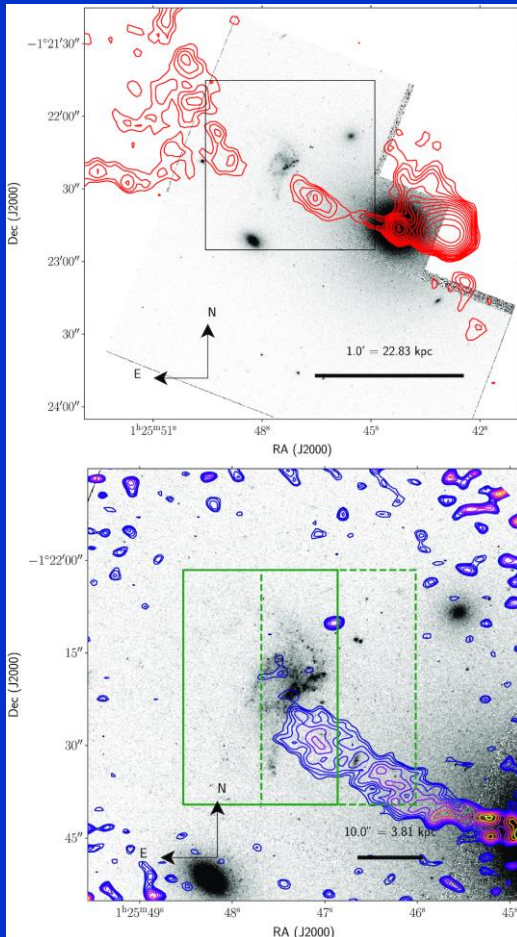 −1°21'30"
22'00"
30"
23'00"
30"
24'00"
Dec (J2000)
N
E
1.0' = 22.83 kpc
1ʰ25ᵐ51ˢ
48ˢ
45ˢ
42ˢ
RA (J2000)
−1°22'00"
15"
30"
45"
Dec (J2000)
N
E
10.0" = 3.81 kpc
1ʰ25ᵐ49ˢ
48ˢ
47ˢ
46ˢ
45ˢ
RA (J2000)